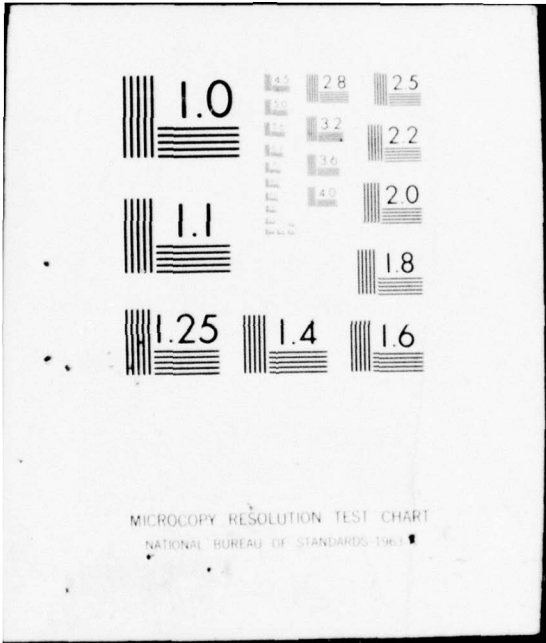 1.0 4.5 2.8 2.5
5.0 3.2 2.2
3.6
1.1 4.0 2.0
1.8
1.25 1.4 1.6
MICROCOPY RESOLUTION TEST CHART
NATIONAL BUREAU OF STANDARDS-1963